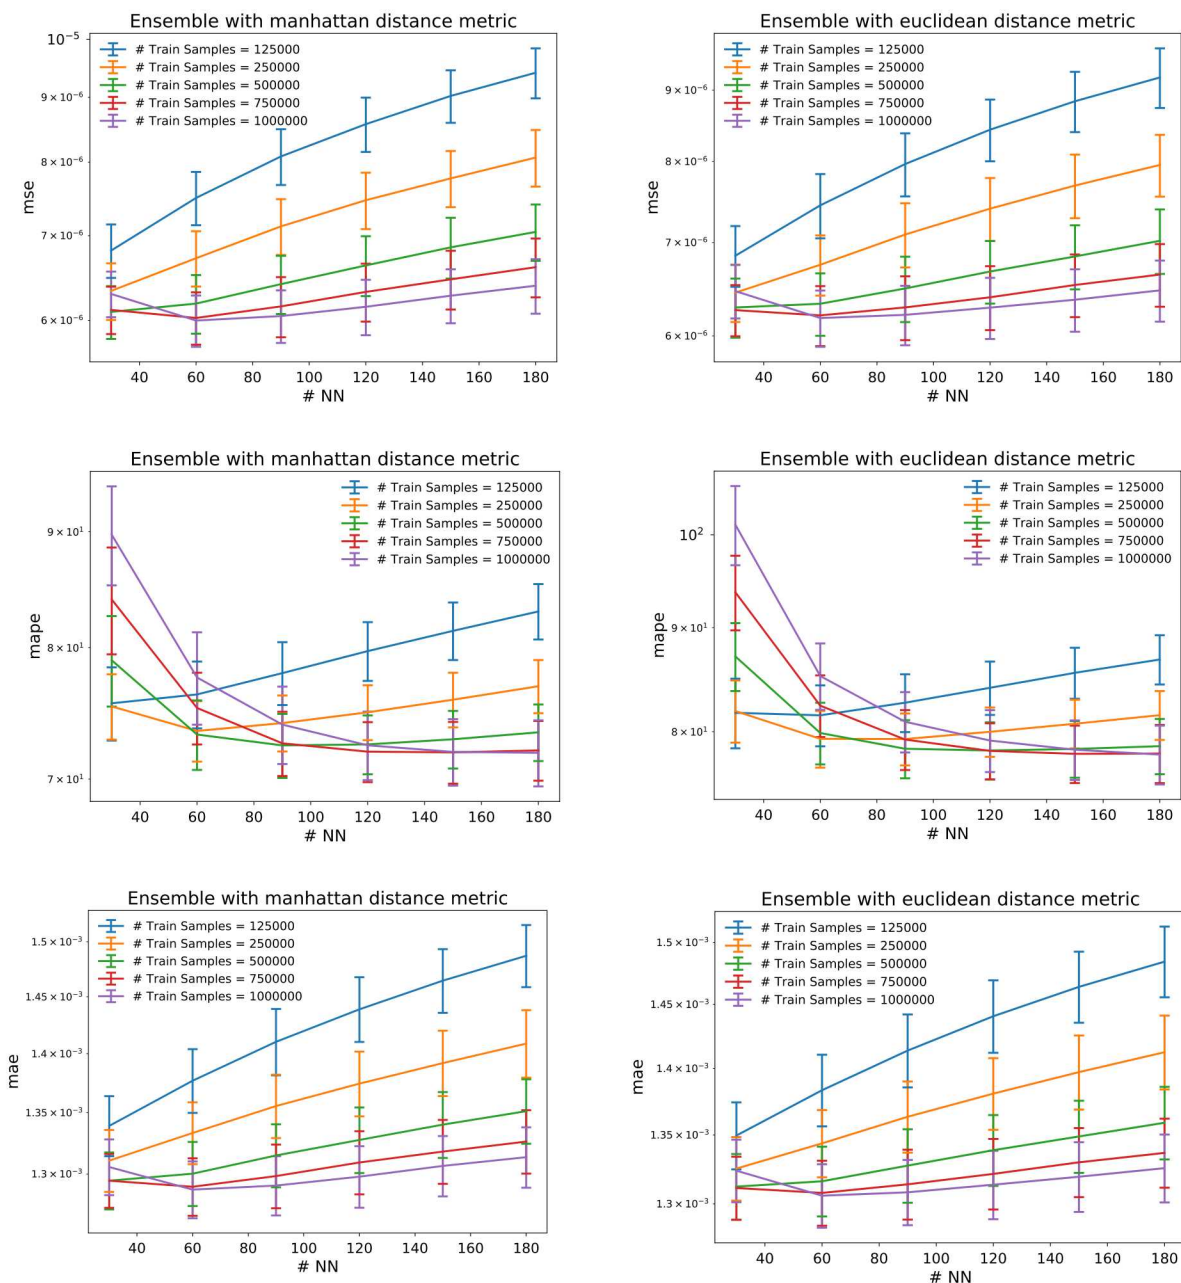 Ensemble with manhattan distance metric
10⁻⁵
9 × 10⁻⁶
8 × 10⁻⁶
7 × 10⁻⁶
6 × 10⁻⁶
mse
# Train Samples = 125000
# Train Samples = 250000
# Train Samples = 500000
# Train Samples = 750000
# Train Samples = 1000000
40 60 80 100 120 140 160 180
# NN
Ensemble with euclidean distance metric
9 × 10⁻⁶
8 × 10⁻⁶
7 × 10⁻⁶
6 × 10⁻⁶
mse
# Train Samples = 125000
# Train Samples = 250000
# Train Samples = 500000
# Train Samples = 750000
# Train Samples = 1000000
40 60 80 100 120 140 160 180
# NN
Ensemble with manhattan distance metric
9 × 10¹
8 × 10¹
7 × 10¹
mape
# Train Samples = 125000
# Train Samples = 250000
# Train Samples = 500000
# Train Samples = 750000
# Train Samples = 1000000
40 60 80 100 120 140 160 180
# NN
Ensemble with euclidean distance metric
10²
9 × 10¹
8 × 10¹
mape
# Train Samples = 125000
# Train Samples = 250000
# Train Samples = 500000
# Train Samples = 750000
# Train Samples = 1000000
40 60 80 100 120 140 160 180
# NN
Ensemble with manhattan distance metric
1.5 × 10⁻³
1.45 × 10⁻³
1.4 × 10⁻³
1.35 × 10⁻³
1.3 × 10⁻³
mae
# Train Samples = 125000
# Train Samples = 250000
# Train Samples = 500000
# Train Samples = 750000
# Train Samples = 1000000
40 60 80 100 120 140 160 180
# NN
Ensemble with euclidean distance metric
1.5 × 10⁻³
1.45 × 10⁻³
1.4 × 10⁻³
1.35 × 10⁻³
1.3 × 10⁻³
mae
# Train Samples = 125000
# Train Samples = 250000
# Train Samples = 500000
# Train Samples = 750000
# Train Samples = 1000000
40 60 80 100 120 140 160 180
# NN